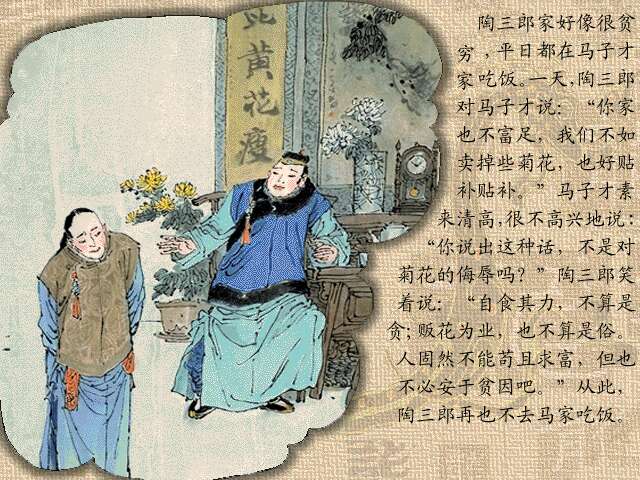 黄花瘦
陶三郎家好像很贫
穷，平日都在马子才
家吃饭。一天，陶三郎
对马子才说：“你家
也不富足，我们不如
卖掉些菊花，也好贴
补贴补。”马子才素
来清高，很不高兴地说：
“你说出这种话，不是对
菊花的侮辱吗？”陶三郎笑
着说：“自食其力，不算是
贪；贩花为业，也不算是俗。
人固然不能苟且求富，但也
不必安于贫因吧。”从此，
陶三郎再也不去马家吃饭。